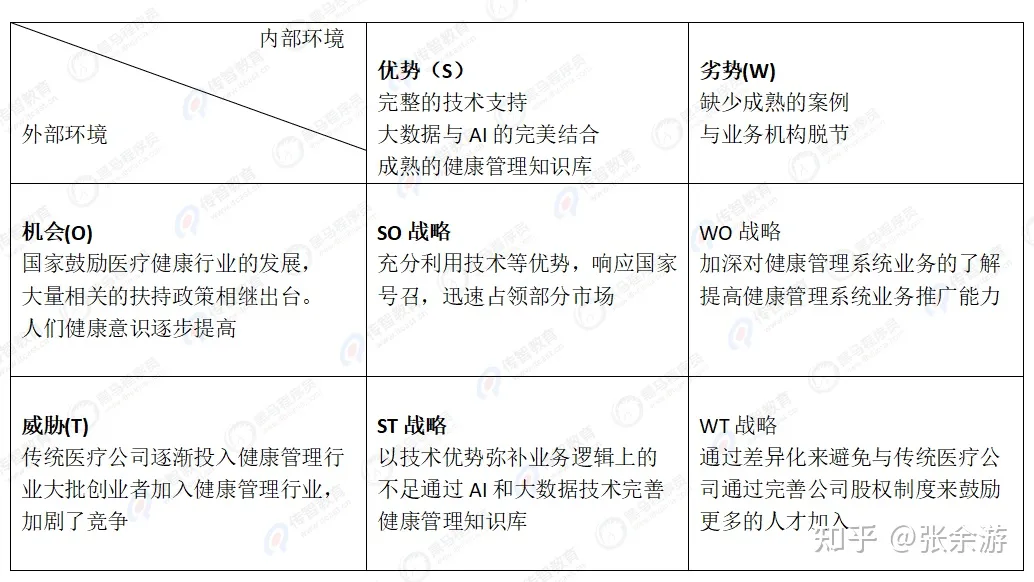 内部环境
外部环境
优势（S）
完整的技术支持
大数据与 AI 的完美结合
成熟的健康管理知识库
劣势(W)
缺少成熟的案例
与业务机构脱节
机会(O)
国家鼓励医疗健康行业的发展，
大量相关的扶持政策相继出台。
人们健康意识逐步提高
SO 战略
充分利用技术等优势，响应国家
号召，迅速占领部分市场
WO 战略
加深对健康管理系统业务的了解
提高健康管理系统业务推广能力
威胁(T)
传统医疗公司逐渐投入健康管理行
业大批创业者加入健康管理行业，
加剧了竞争
ST 战略
以技术优势弥补业务逻辑上的
不足通过 AI 和大数据技术完善
健康管理知识库
WT 战略
通过差异化来避免与传统医疗公
司通过完善公司股权制度来鼓励
更多的人才加入
知乎 @张余游
传智教育
黑马程序员